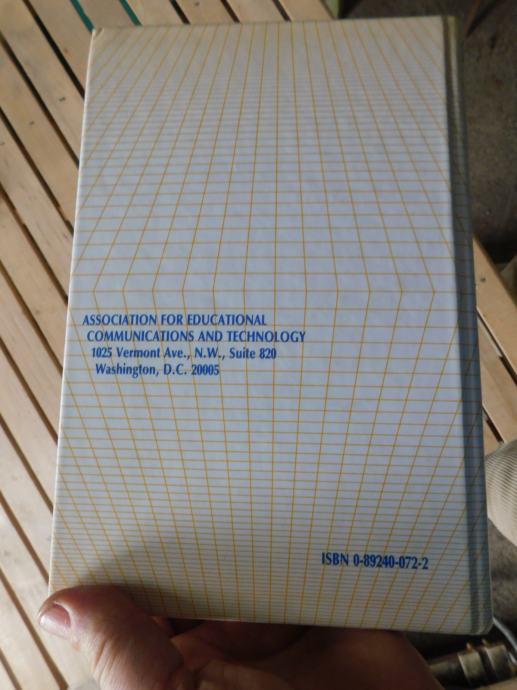 ASSOCIATION FOR EDUCATIONAL
COMMUNICATIONS AND TECHNOLOGY
1025 Vermont Ave., N.W., Suite 820
Washington, D.C. 20005
ISBN 0-89240-072-2